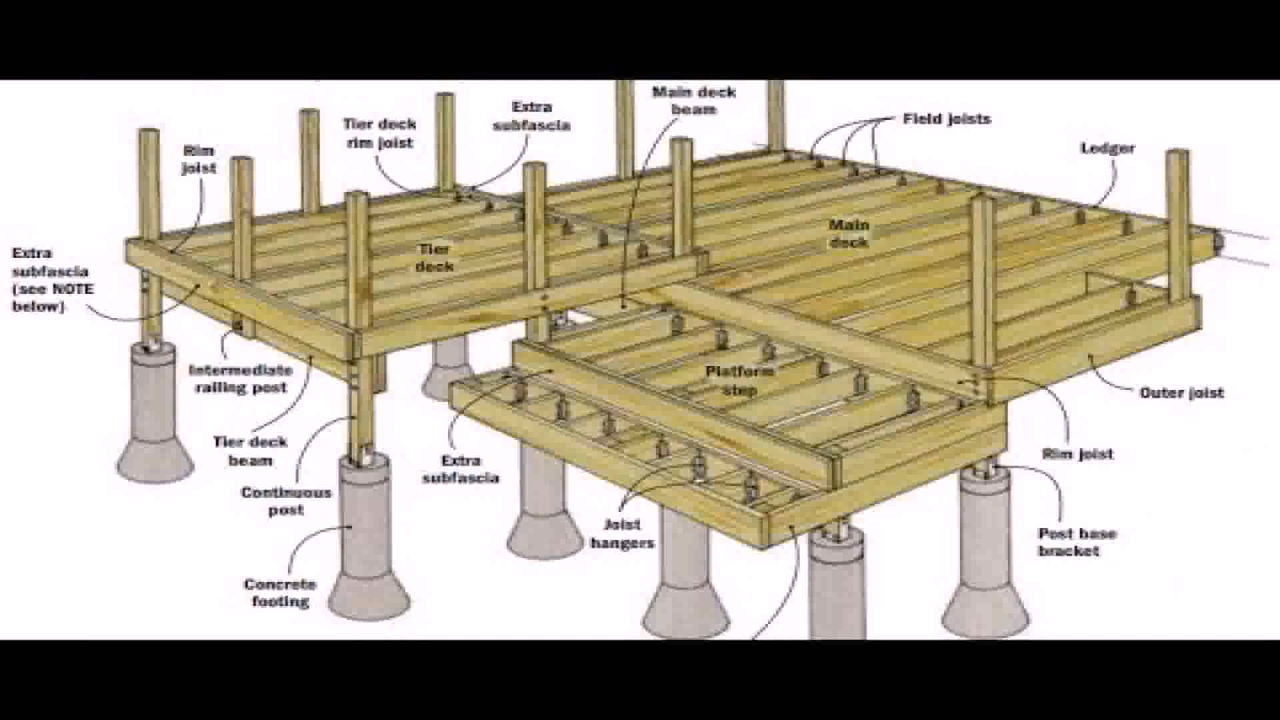 Main deck
beam
Extra
subfascia
Tier deck
rim joist
Field joists
Rim
joist
Ledger
Main
deck
Tier
deck
Extra
subfascia
(see NOTE
below)
Intermediate
railing post
Platform
step
Outer joist
Tier deck
beam
Extra
subfascia
Rim joist
Continuous
post
Joist
hangers
Post base
bracket
Concrete
footing